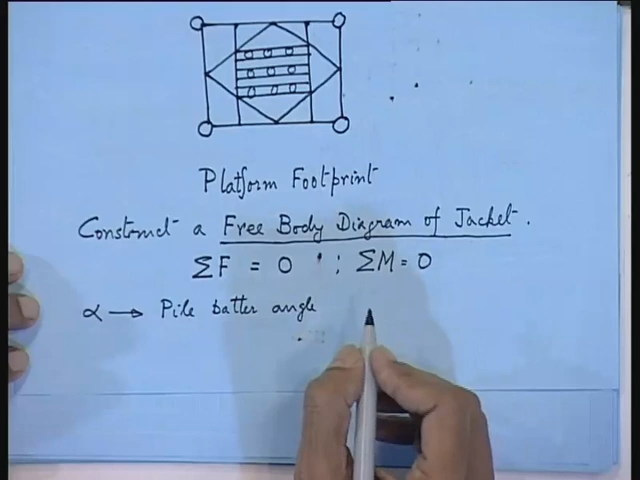 Platform Footprint
Construct a Free Body Diagram of Jacket.
ΣF = 0 ; ΣM = 0
α → Pile batter angle